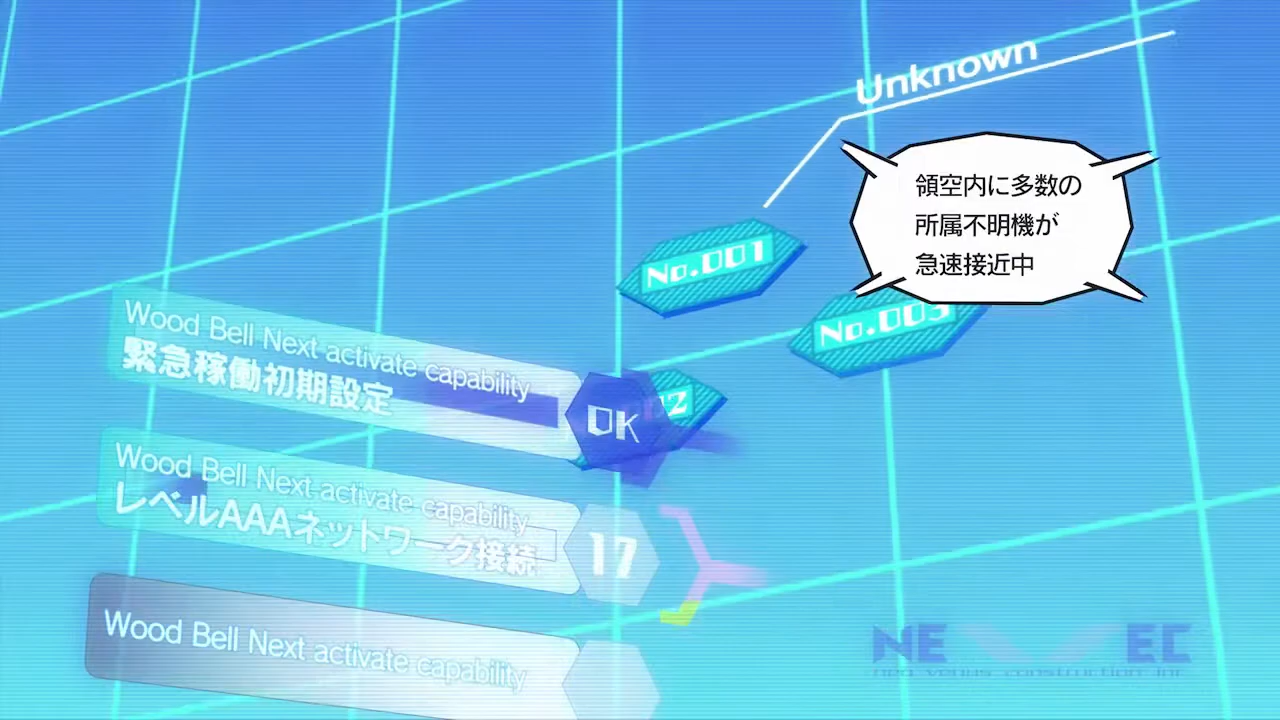 Unknown
領空内に多数の
所属不明機が
急速接近中
No.001
No.003
02
Wood Bell Next activate capability
緊急稼働初期設定
OK
Wood Bell Next activate capability
レベルAAAネットワーク接続
17
Wood Bell Next activate capability
NE
EC
neo venus construction inc